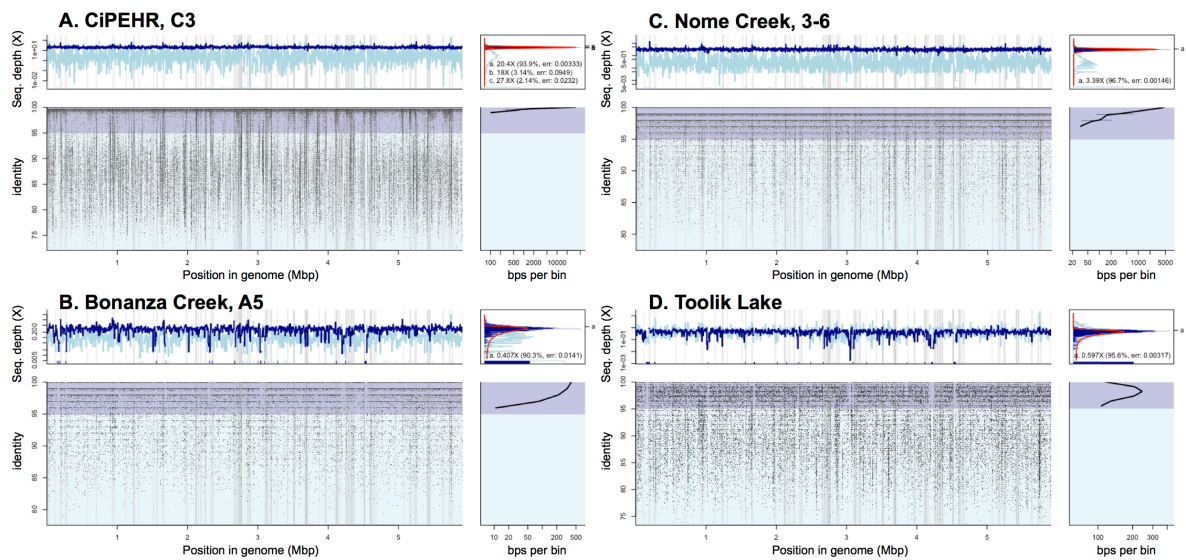 A. CiPEHR, C3
Seq. depth (X)
1e+01
1e-02
a. 20.4X (93.9%, err: 0.00333)
b. 18X (3.14%, err: 0.0949)
c. 27.8X (2.14%, err: 0.0232)
identity
100
95
90
85
80
75
1 2 3 4 5
Position in genome (Mbp)
100 500 2000 10000
bps per bin
C. Nome Creek, 3-6
Seq. depth (X)
5e-01
5e-03
a
a. 3.39X (96.7%, err: 0.00146)
identity
100
95
90
85
80
1 2 3 4 5
Position in genome (Mbp)
20 50 200 1000 5000
bps per bin
B. Bonanza Creek, A5
Seq. depth (X)
0.200
0.005
a
a. 0.407X (90.3%, err: 0.0141)
identity
100
95
90
85
80
1 2 3 4 5
Position in genome (Mbp)
10 20 50 100 200 500
bps per bin
D. Toolik Lake
Seq. depth (X)
1e-03
a
a. 0.597X (95.6%, err: 0.00317)
identity
100
95
90
85
80
75
1 2 3 4 5
Position in genome (Mbp)
100 200 300
bps per bin